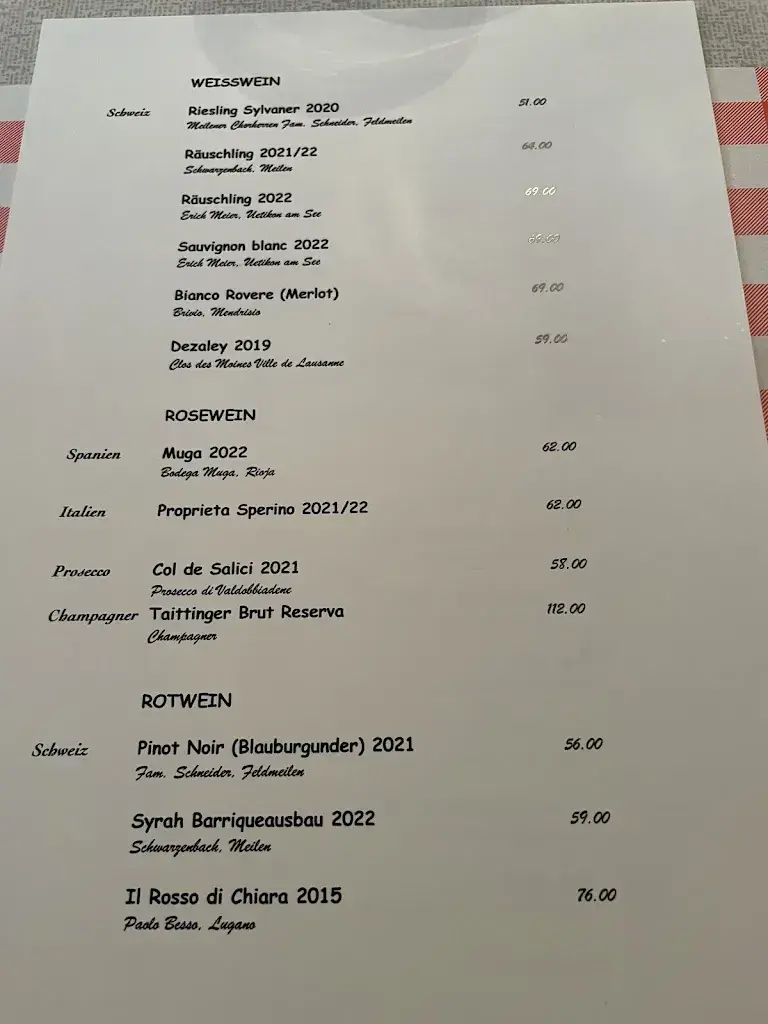 WEISSWEIN
Schweiz Riesling Sylvaner 2020 51.00
Meilener Chorherren Fam. Schneider, Feldmeilen
Räuschling 2021/22 64.00
Schwarzenbach, Meilen
Räuschling 2022 69.00
Erich Meier, Uetikon am See
Sauvignon blanc 2022 69.00
Erich Meier, Uetikon am See
Bianco Rovere (Merlot) 69.00
Brivio, Mendrisio
Dezaley 2019 59.00
Clos des Moines Ville de Lausanne
ROSEWEIN
Spanien Muga 2022 62.00
Bodega Muga, Rioja
Italien Proprieta Sperino 2021/22 62.00
Prosecco Col de Salici 2021 58.00
Prosecco di Valdobbiadene
Champagner Taittinger Brut Reserva 112.00
Champagner
ROTWEIN
Schweiz Pinot Noir (Blauburgunder) 2021 56.00
Fam. Schneider, Feldmeilen
Syrah Barriqueausbau 2022 59.00
Schwarzenbach, Meilen
Il Rosso di Chiara 2015 76.00
Paolo Besso, Lugano